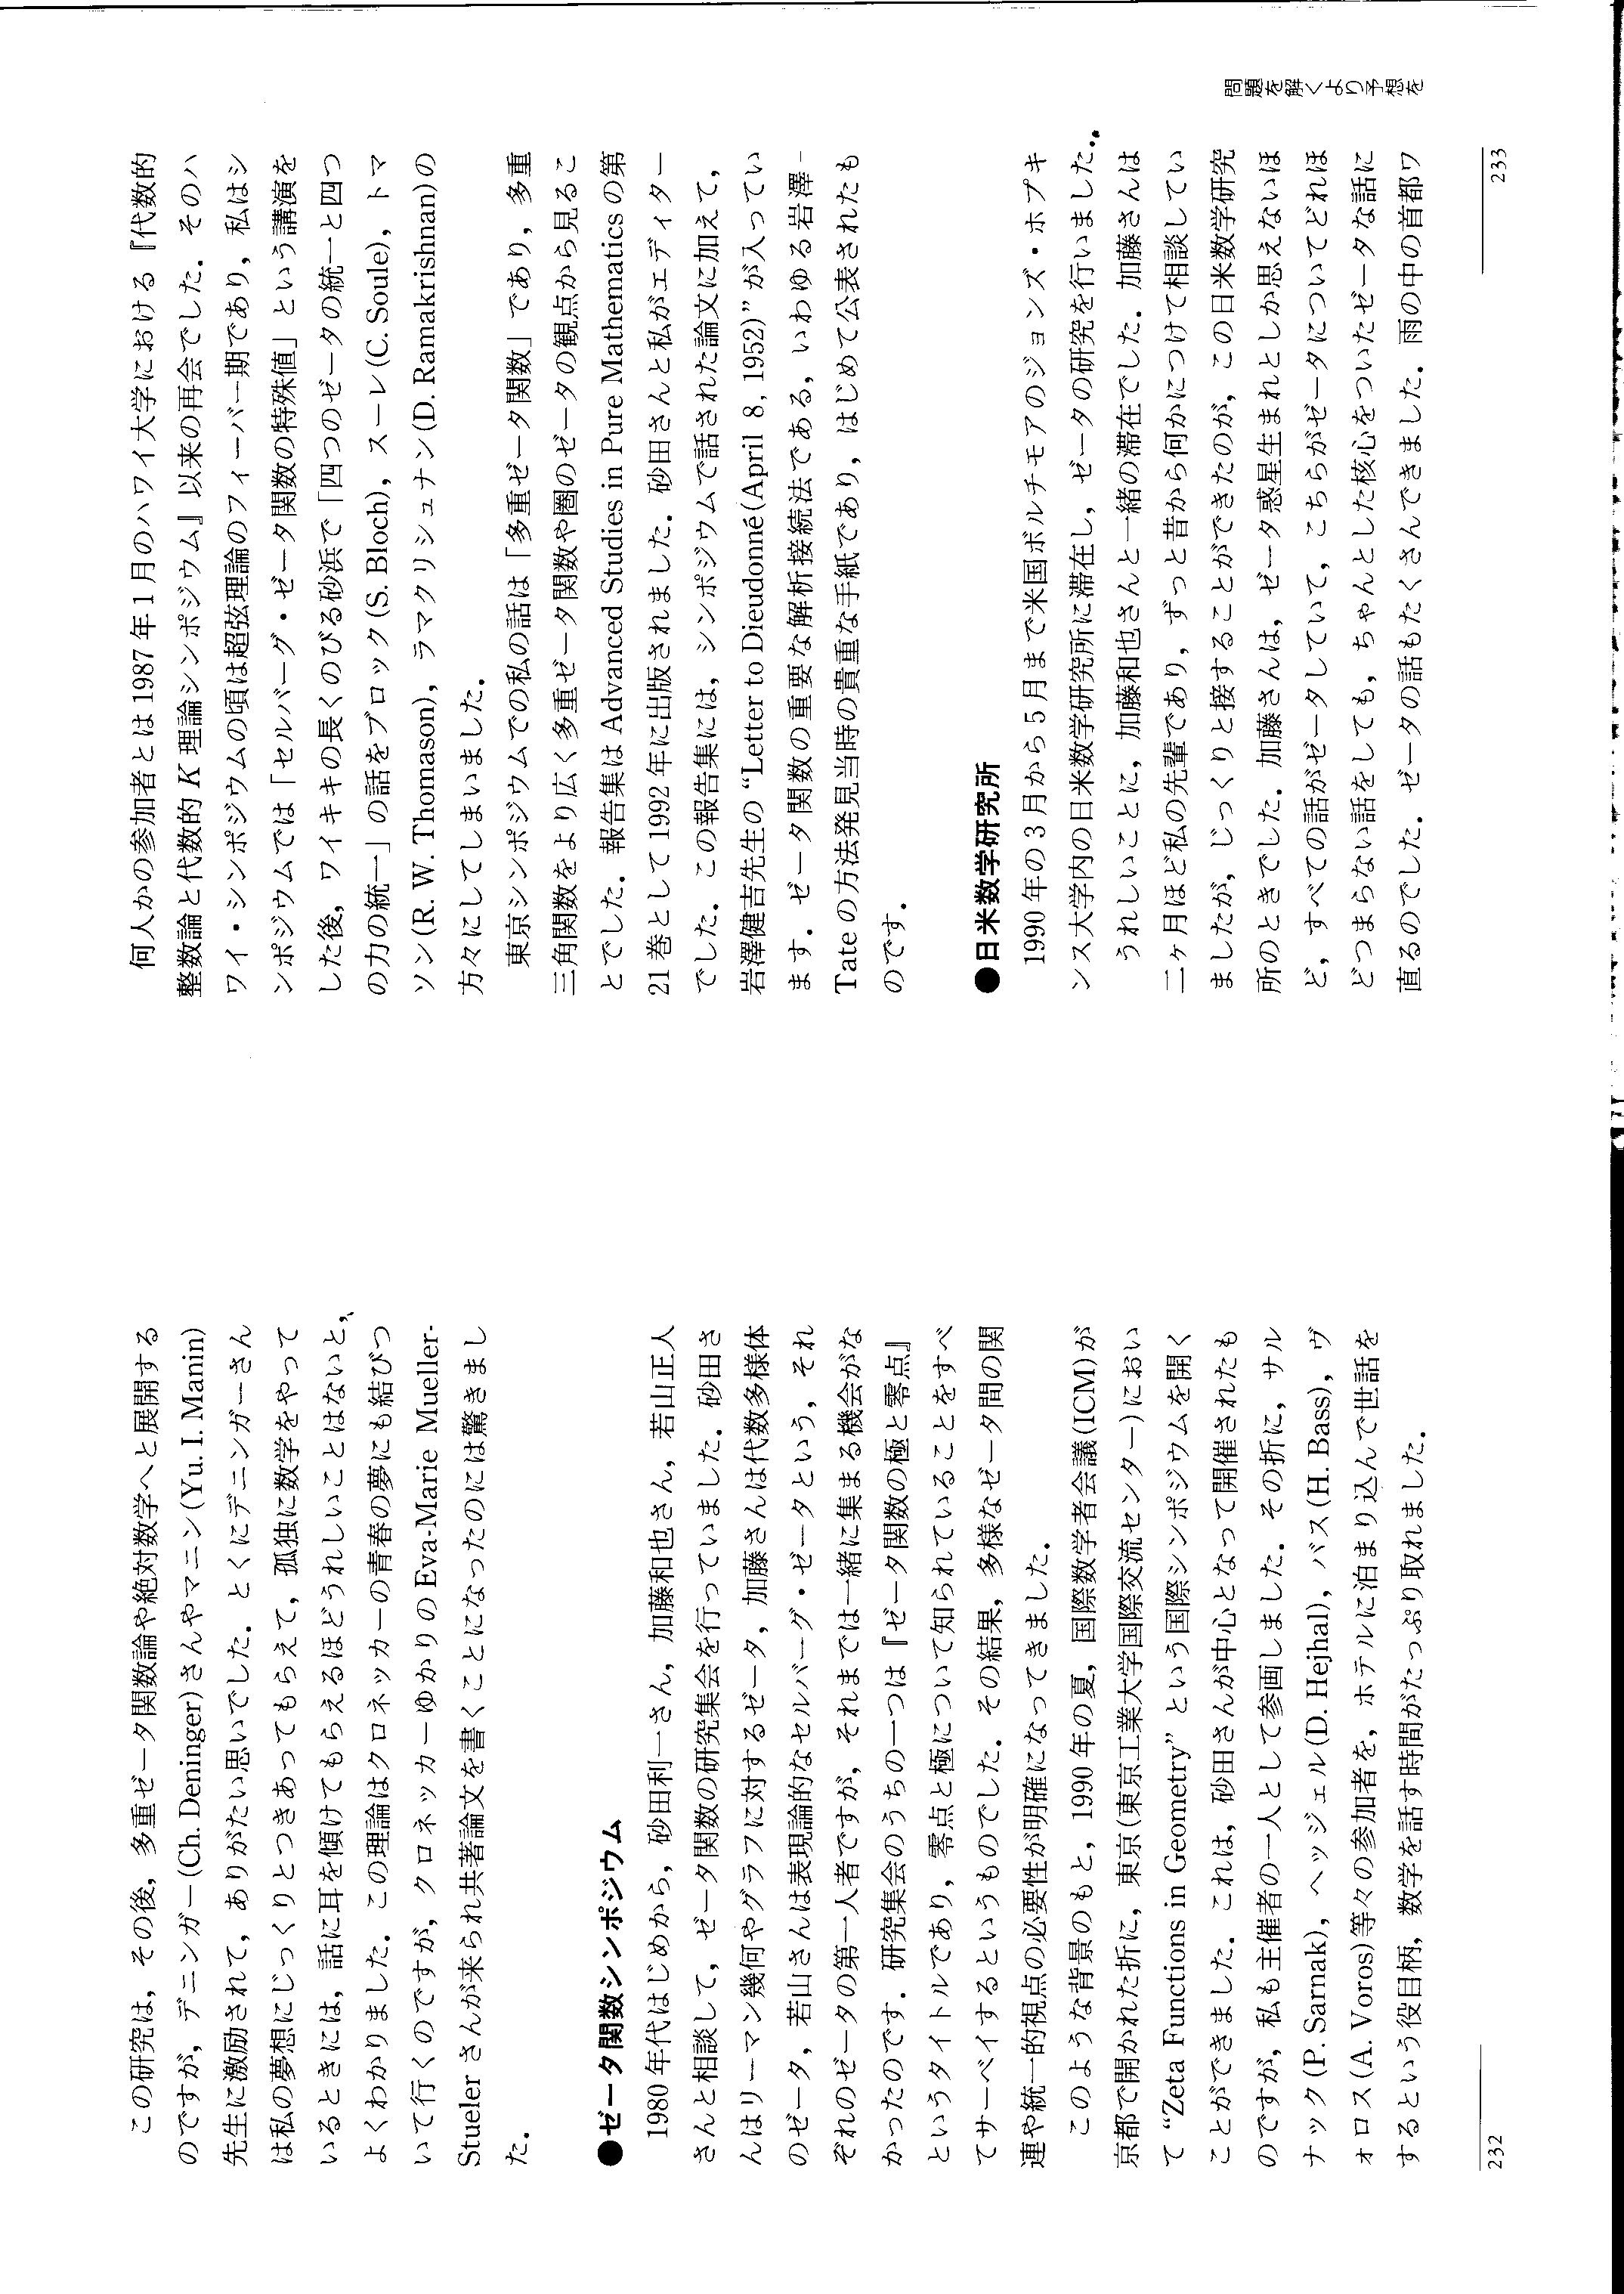 この研究は，その後，多重ゼータ関数論や絶対数学へと展開する
のですが，デニンガー(Ch. Deninger)さんやマニン(Yu. I. Manin)
先生に激励されて，ありがたい思いでした．とくにデニンガーさん
は私の夢想にじっくりとつきあってもらえて，孤独に数学をやって
いるときには，話に耳を傾けてもらえるほどうれしいことはないと，
よくわかりました．この理論はクロネッカーの青春の夢にも結びつ
いて行くのですが，クロネッカーゆかりの Eva-Marie Mueller-
Stueler さんが来られ共著論文を書くことになったのには驚きまし
た．
●ゼータ関数シンポジウム
1980 年代はじめから，砂田利一さん，加藤和也さん，若山正人
さんと相談して，ゼータ関数の研究集会を行っていました．砂田さ
んはリーマン幾何やグラフに対するゼータ，加藤さんは代数多様体
のゼータ，若山さんは表現論的なセルバーグ・ゼータという，それ
ぞれのゼータの第一人者ですが，それまでは一緒に集まる機会がな
かったのです．研究集会のうちの一つは『ゼータ関数の極と零点』
というタイトルであり，零点と極について知られていることをすべ
てサーベイするというものでした．その結果，多様なゼータ間の関
連や統一的視点の必要性が明確になってきました．
このような背景のもと，1990 年の夏，国際数学者会議(ICM)が
京都で開かれた折に，東京(東京工業大学国際交流センター)におい
て “Zeta Functions in Geometry” という国際シンポジウムを開く
ことができました．これは，砂田さんが中心となって開催されたも
のですが，私も主催者の一人として参画しました．その折に，サル
ナック(P. Sarnak)，ヘッジェル(D. Hejhal)，バス(H. Bass)，ヴ
ォロス(A. Voros)等々の参加者を，ホテルに泊まり込んで世話を
するという役目柄，数学を話す時間がたっぷり取れました．
232
何人かの参加者とは 1987 年 1 月のハワイ大学における『代数的
整数論と代数的 K 理論シンポジウム』以来の再会でした．そのハ
ワイ・シンポジウムの頃は超弦理論のフィーバー期であり，私はシ
ンポジウムでは「セルバーグ・ゼータ関数の特殊値」という講演を
した後，ワイキキの長くのびる砂浜で「四つのゼータの統一と四つ
の力の統一」の話をブロック(S. Bloch)，スーレ(C. Soule)，トマ
ソン(R. W. Thomason)，ラマクリシュナン(D. Ramakrishnan)の
方々にしてしまいました．
東京シンポジウムでの私の話は「多重ゼータ関数」であり，多重
三角関数をより広く多重ゼータ関数や圏のゼータの観点から見るこ
とでした．報告集は Advanced Studies in Pure Mathematics の第
21 巻として 1992 年に出版されました．砂田さんと私がエディター
でした．この報告集には，シンポジウムで話された論文に加えて，
岩澤健吉先生の “Letter to Dieudonné(April 8, 1952)” が入ってい
ます．ゼータ関数の重要な解析接続法である，いわゆる岩澤-
Tate の方法発見当時の貴重な手紙であり，はじめて公表されたも
のです．
●日米数学研究所
1990 年の 3 月から 5 月まで米国ボルチモアのジョンズ・ホプキ
ンス大学内の日米数学研究所に滞在し，ゼータの研究を行いました．
うれしいことに，加藤和也さんと一緒の滞在でした．加藤さんは
二ヶ月ほど私の先輩であり，ずっと昔から何かにつけて相談してい
ましたが，じっくりと接することができたのが，この日米数学研究
所のときでした．加藤さんは，ゼータ惑星生まれとしか思えないほ
ど，すべての話がゼータしていて，こちらがゼータについてどれほ
どつまらない話をしても，ちゃんとした核心をついたゼータな話に
直るのでした．ゼータの話もたくさんできました．雨の中の首都ワ
問題を解くより予想を
233